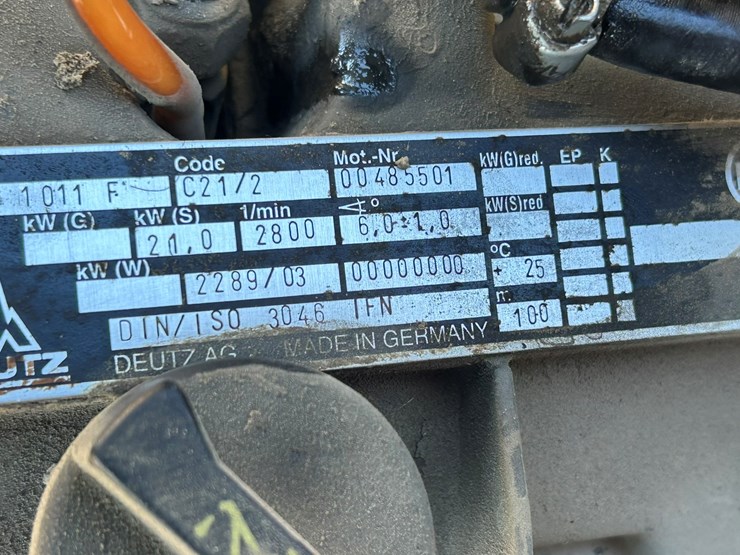 Code Mot.-Nr kW(G)red. EP K
1011 F C21/2 00485501
kW (G) kW (S) 1/min ∢° kW(S)red
21,0 2800 6,0±1,0
kW (W) °C
2289/03 00000000 + 25
m
DIN/ISO 3046 IFN 100
UTZ DEUTZ AG MADE IN GERMANY